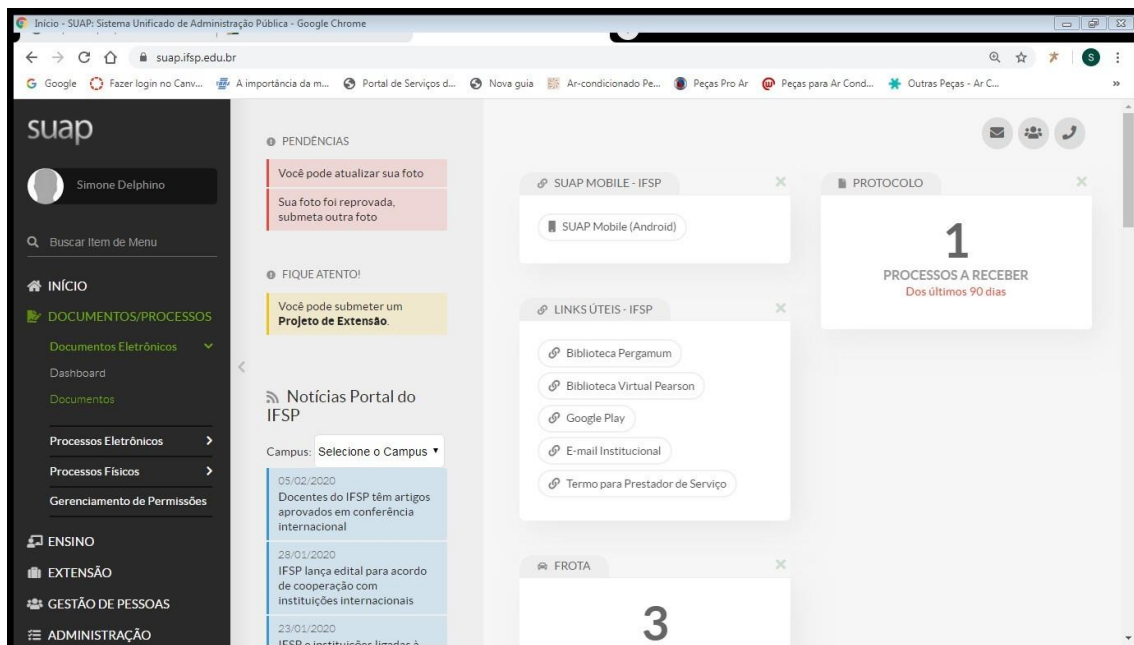 Início - SUAP: Sistema Unificado de Administração Pública - Google Chrome
suap.ifsp.edu.br
S
Google
Fazer login no Canv...
A importância da m...
Portal de Serviços d...
Nova guia
Ar-condicionado Pe...
Peças Pro Ar
Peças para Ar Cond...
Outras Peças - Ar C...
»
suap
Simone Delphino
Buscar Item de Menu
INÍCIO
DOCUMENTOS/PROCESSOS
Documentos Eletrônicos
Dashboard
Documentos
Processos Eletrônicos
Processos Físicos
Gerenciamento de Permissões
ENSINO
EXTENSÃO
GESTÃO DE PESSOAS
ADMINISTRAÇÃO
PENDÊNCIAS
Você pode atualizar sua foto
Sua foto foi reprovada,
submeta outra foto
FIQUE ATENTO!
Você pode submeter um
Projeto de Extensão.
Notícias Portal do
IFSP
Campus: Selecione o Campus
05/02/2020
Docentes do IFSP têm artigos
aprovados em conferência
internacional
28/01/2020
IFSP lança edital para acordo
de cooperação com
instituições internacionais
23/01/2020
IFSP e instituições ligadas à
SUAP MOBILE - IFSP
SUAP Mobile (Android)
LINKS ÚTEIS - IFSP
Biblioteca Pergamum
Biblioteca Virtual Pearson
Google Play
E-mail Institucional
Termo para Prestador de Serviço
FROTA
3
PROTOCOLO
1
PROCESSOS A RECEBER
Dos últimos 90 dias